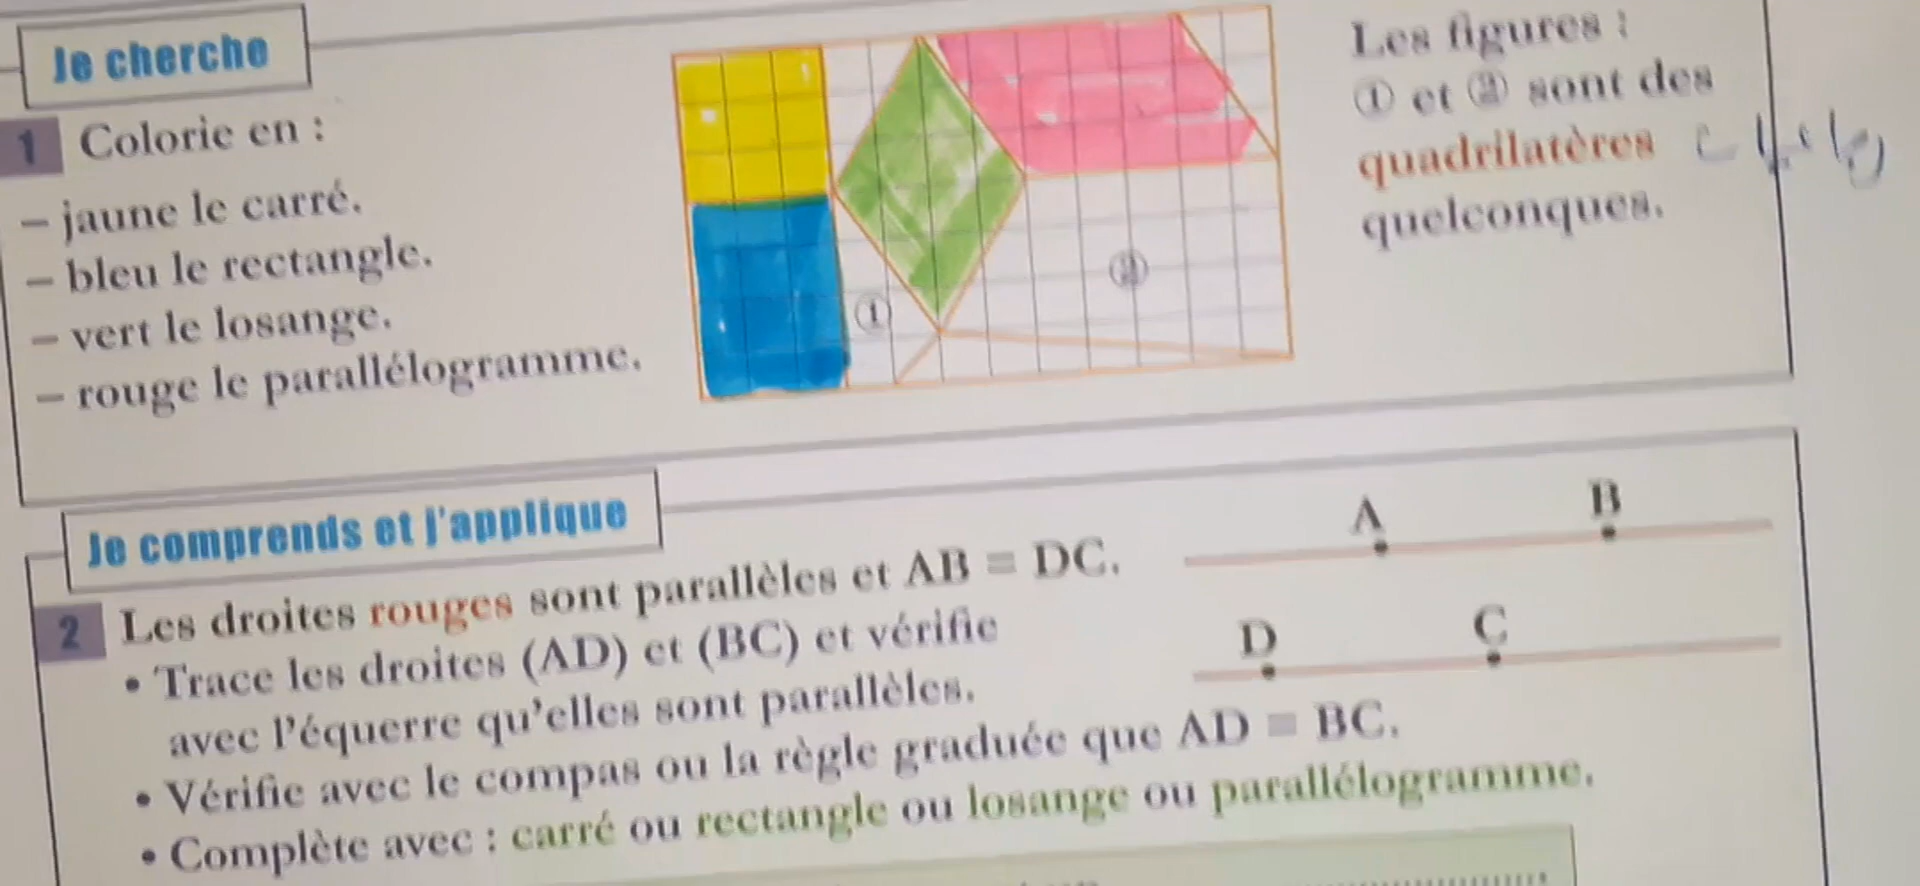 Je cherche
1 Colorie en :
– jaune le carré.
– bleu le rectangle.
– vert le losange.
– rouge le parallélogramme.
①
②
Les figures :
① et ② sont des
quadrilatères
quelconques.
Je comprends et j'applique
2 Les droites rouges sont parallèles et AB = DC.
• Trace les droites (AD) et (BC) et vérifie
avec l'équerre qu'elles sont parallèles.
• Vérifie avec le compas ou la règle graduée que AD = BC.
• Complète avec : carré ou rectangle ou losange ou parallélogramme.
A
B
D
C